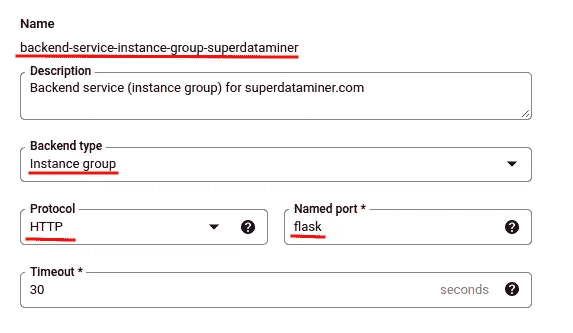 Name
backend-service-instance-group-superdataminer
Description
Backend service (instance group) for superdataminer.com
Backend type
Instance group
Protocol
HTTP
Named port *
flask
Timeout *
30 seconds